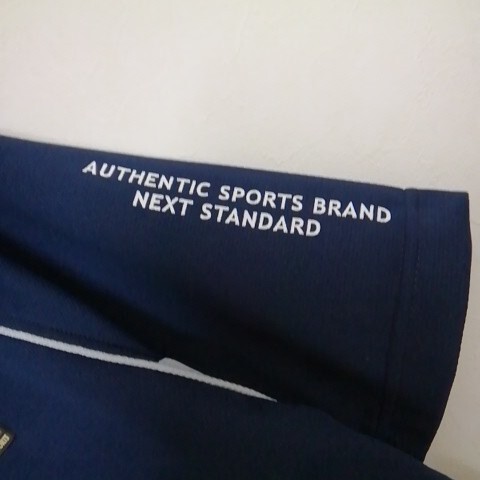 AUTHENTIC SPORTS BRAND
NEXT STANDARD